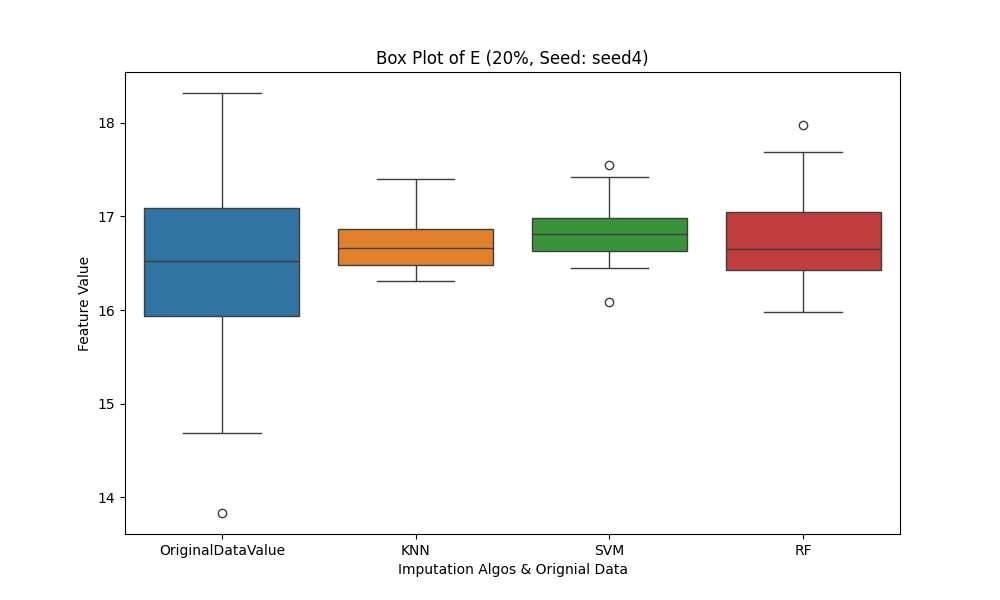 Box Plot of E (20%, Seed: seed4)
18
17
16
15
14
Feature Value
OriginalDataValue KNN SVM RF
Imputation Algos & Orignial Data